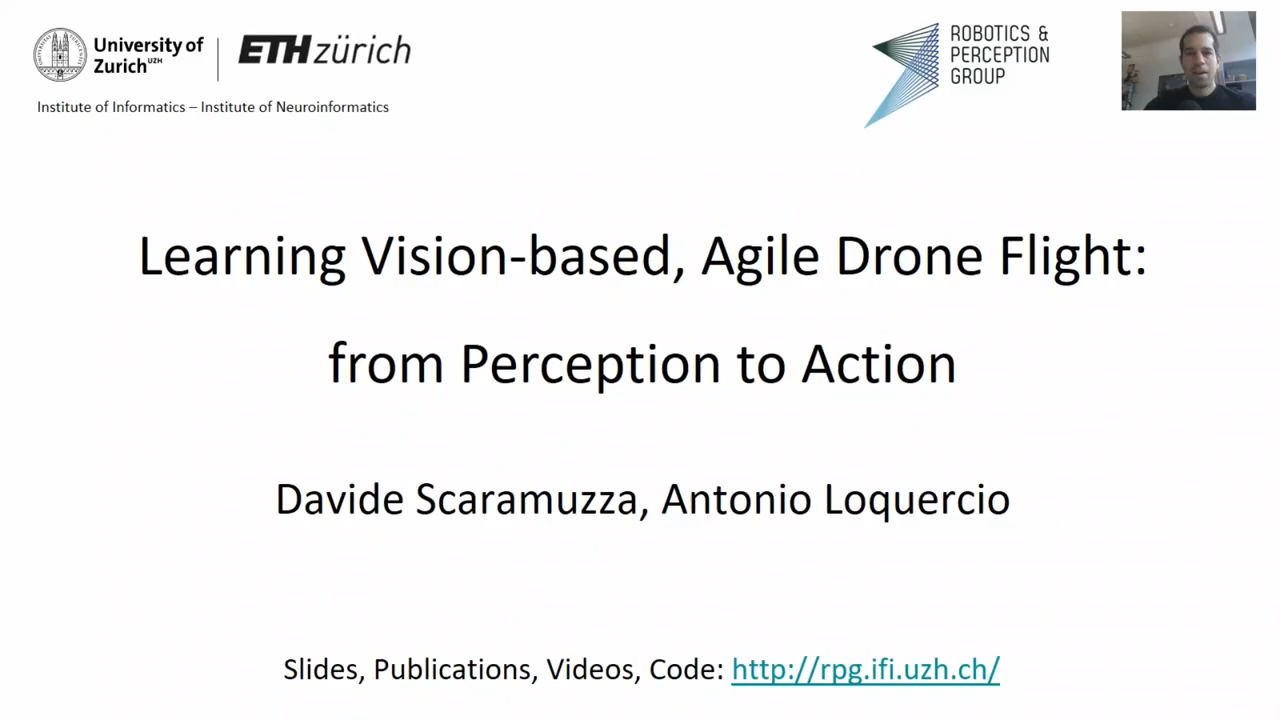 University of
Zurich UZH
ETH zürich
Institute of Informatics – Institute of Neuroinformatics
ROBOTICS &
PERCEPTION
GROUP
Learning Vision-based, Agile Drone Flight:
from Perception to Action
Davide Scaramuzza, Antonio Loquercio
Slides, Publications, Videos, Code: http://rpg.ifi.uzh.ch/